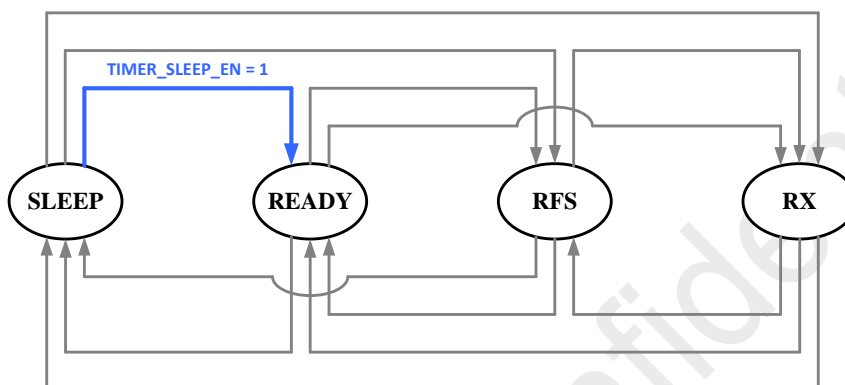 TIMER_SLEEP_EN = 1
SLEEP
READY
RFS
RX